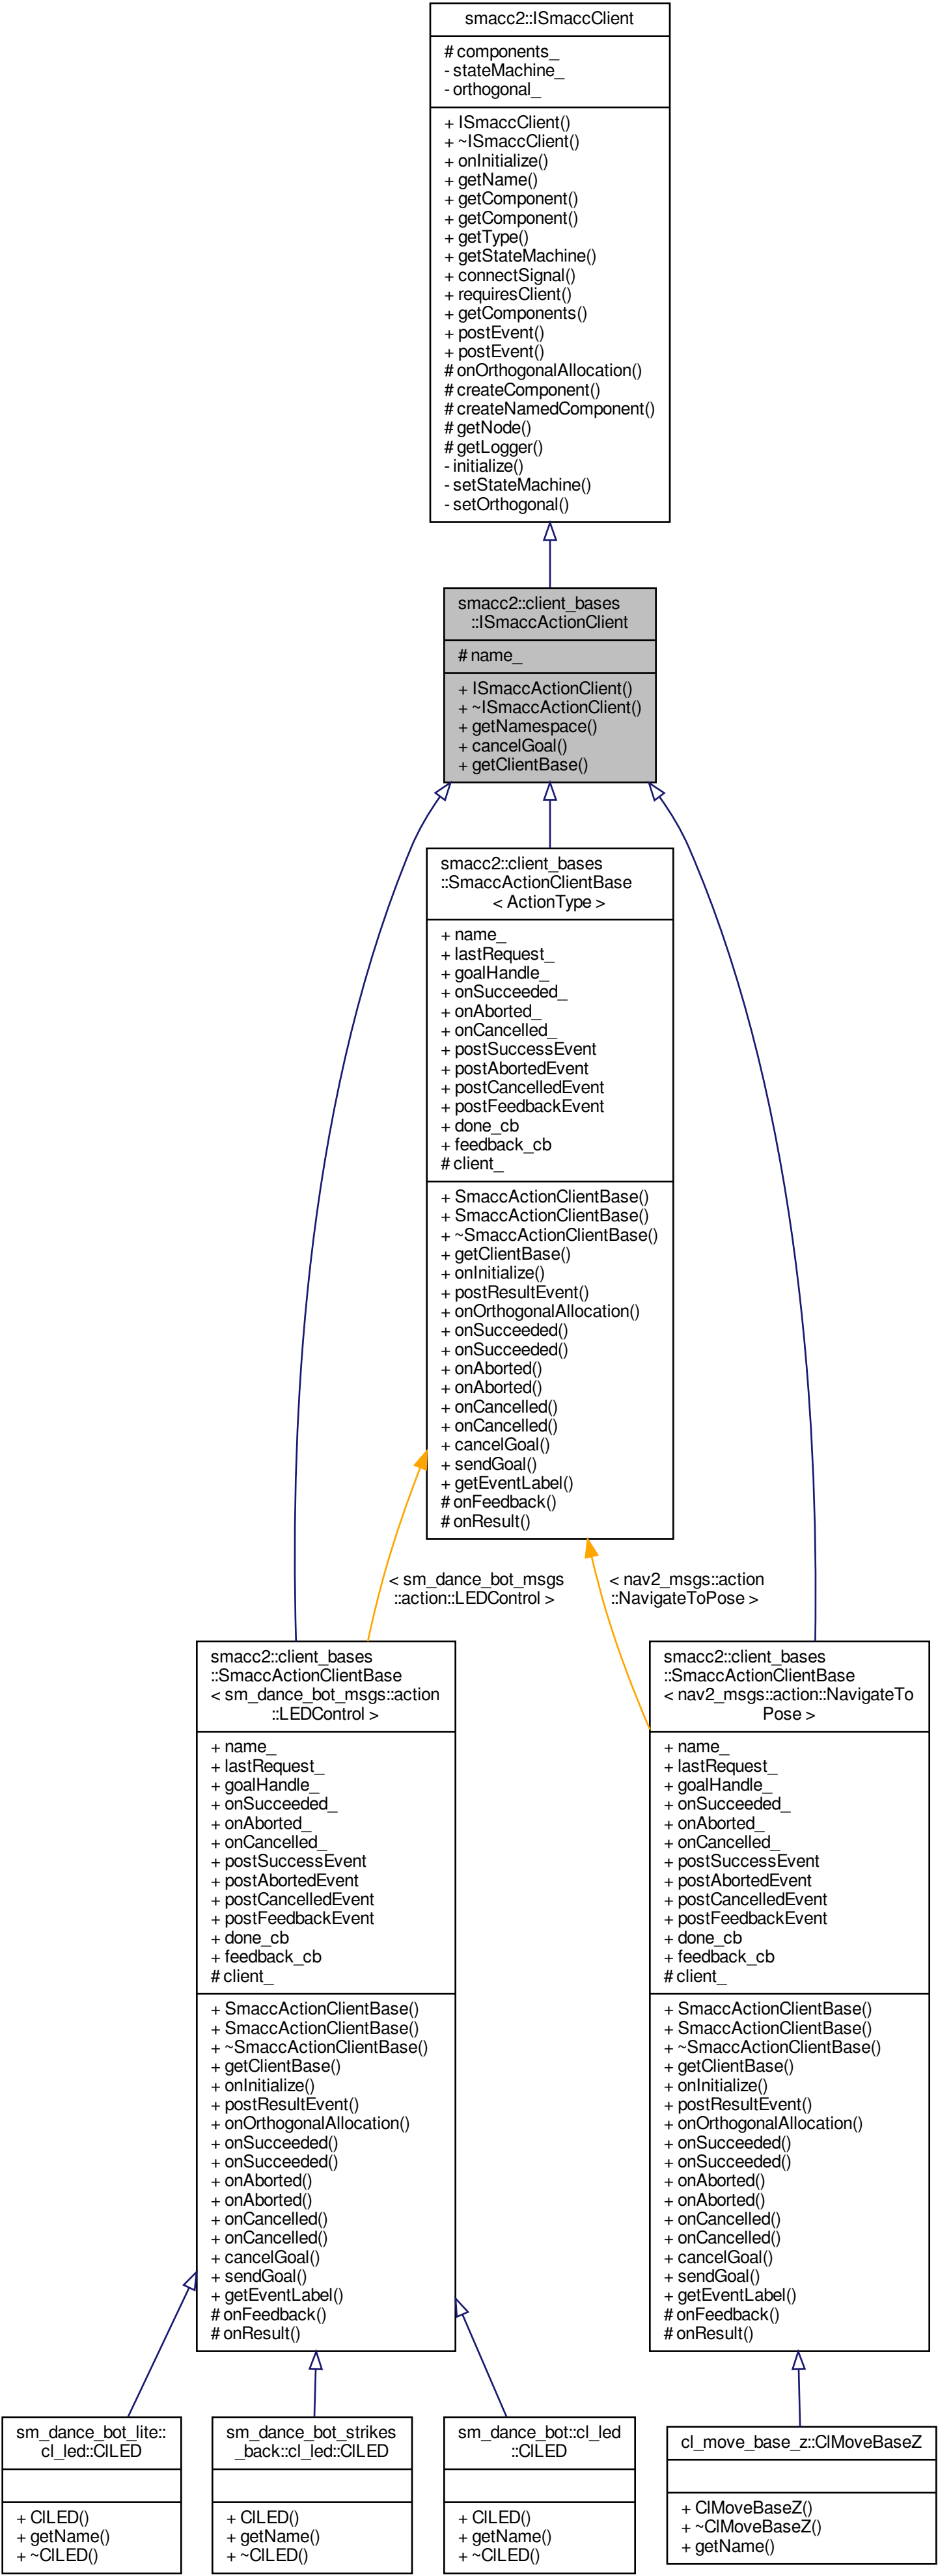 smacc2::ISmaccClient
# components_
- stateMachine_
- orthogonal_
+ ISmaccClient()
+ ~ISmaccClient()
+ onInitialize()
+ getName()
+ getComponent()
+ getComponent()
+ getType()
+ getStateMachine()
+ connectSignal()
+ requiresClient()
+ getComponents()
+ postEvent()
+ postEvent()
# onOrthogonalAllocation()
# createComponent()
# createNamedComponent()
# getNode()
# getLogger()
- initialize()
- setStateMachine()
- setOrthogonal()
smacc2::client_bases
::ISmaccActionClient
# name_
+ ISmaccActionClient()
+ ~ISmaccActionClient()
+ getNamespace()
+ cancelGoal()
+ getClientBase()
smacc2::client_bases
::SmaccActionClientBase
< ActionType >
+ name_
+ lastRequest_
+ goalHandle_
+ onSucceeded_
+ onAborted_
+ onCancelled_
+ postSuccessEvent
+ postAbortedEvent
+ postCancelledEvent
+ postFeedbackEvent
+ done_cb
+ feedback_cb
# client_
+ SmaccActionClientBase()
+ SmaccActionClientBase()
+ ~SmaccActionClientBase()
+ getClientBase()
+ onInitialize()
+ postResultEvent()
+ onOrthogonalAllocation()
+ onSucceeded()
+ onSucceeded()
+ onAborted()
+ onAborted()
+ onCancelled()
+ onCancelled()
+ cancelGoal()
+ sendGoal()
+ getEventLabel()
# onFeedback()
# onResult()
< sm_dance_bot_msgs
::action::LEDControl >
< nav2_msgs::action
::NavigateToPose >
smacc2::client_bases
::SmaccActionClientBase
< sm_dance_bot_msgs::action
::LEDControl >
+ name_
+ lastRequest_
+ goalHandle_
+ onSucceeded_
+ onAborted_
+ onCancelled_
+ postSuccessEvent
+ postAbortedEvent
+ postCancelledEvent
+ postFeedbackEvent
+ done_cb
+ feedback_cb
# client_
+ SmaccActionClientBase()
+ SmaccActionClientBase()
+ ~SmaccActionClientBase()
+ getClientBase()
+ onInitialize()
+ postResultEvent()
+ onOrthogonalAllocation()
+ onSucceeded()
+ onSucceeded()
+ onAborted()
+ onAborted()
+ onCancelled()
+ onCancelled()
+ cancelGoal()
+ sendGoal()
+ getEventLabel()
# onFeedback()
# onResult()
smacc2::client_bases
::SmaccActionClientBase
< nav2_msgs::action::NavigateTo
Pose >
+ name_
+ lastRequest_
+ goalHandle_
+ onSucceeded_
+ onAborted_
+ onCancelled_
+ postSuccessEvent
+ postAbortedEvent
+ postCancelledEvent
+ postFeedbackEvent
+ done_cb
+ feedback_cb
# client_
+ SmaccActionClientBase()
+ SmaccActionClientBase()
+ ~SmaccActionClientBase()
+ getClientBase()
+ onInitialize()
+ postResultEvent()
+ onOrthogonalAllocation()
+ onSucceeded()
+ onSucceeded()
+ onAborted()
+ onAborted()
+ onCancelled()
+ onCancelled()
+ cancelGoal()
+ sendGoal()
+ getEventLabel()
# onFeedback()
# onResult()
sm_dance_bot_lite::
cl_led::ClLED
+ ClLED()
+ getName()
+ ~ClLED()
sm_dance_bot_strikes
_back::cl_led::ClLED
+ ClLED()
+ getName()
+ ~ClLED()
sm_dance_bot::cl_led
::ClLED
+ ClLED()
+ getName()
+ ~ClLED()
cl_move_base_z::ClMoveBaseZ
+ ClMoveBaseZ()
+ ~ClMoveBaseZ()
+ getName()